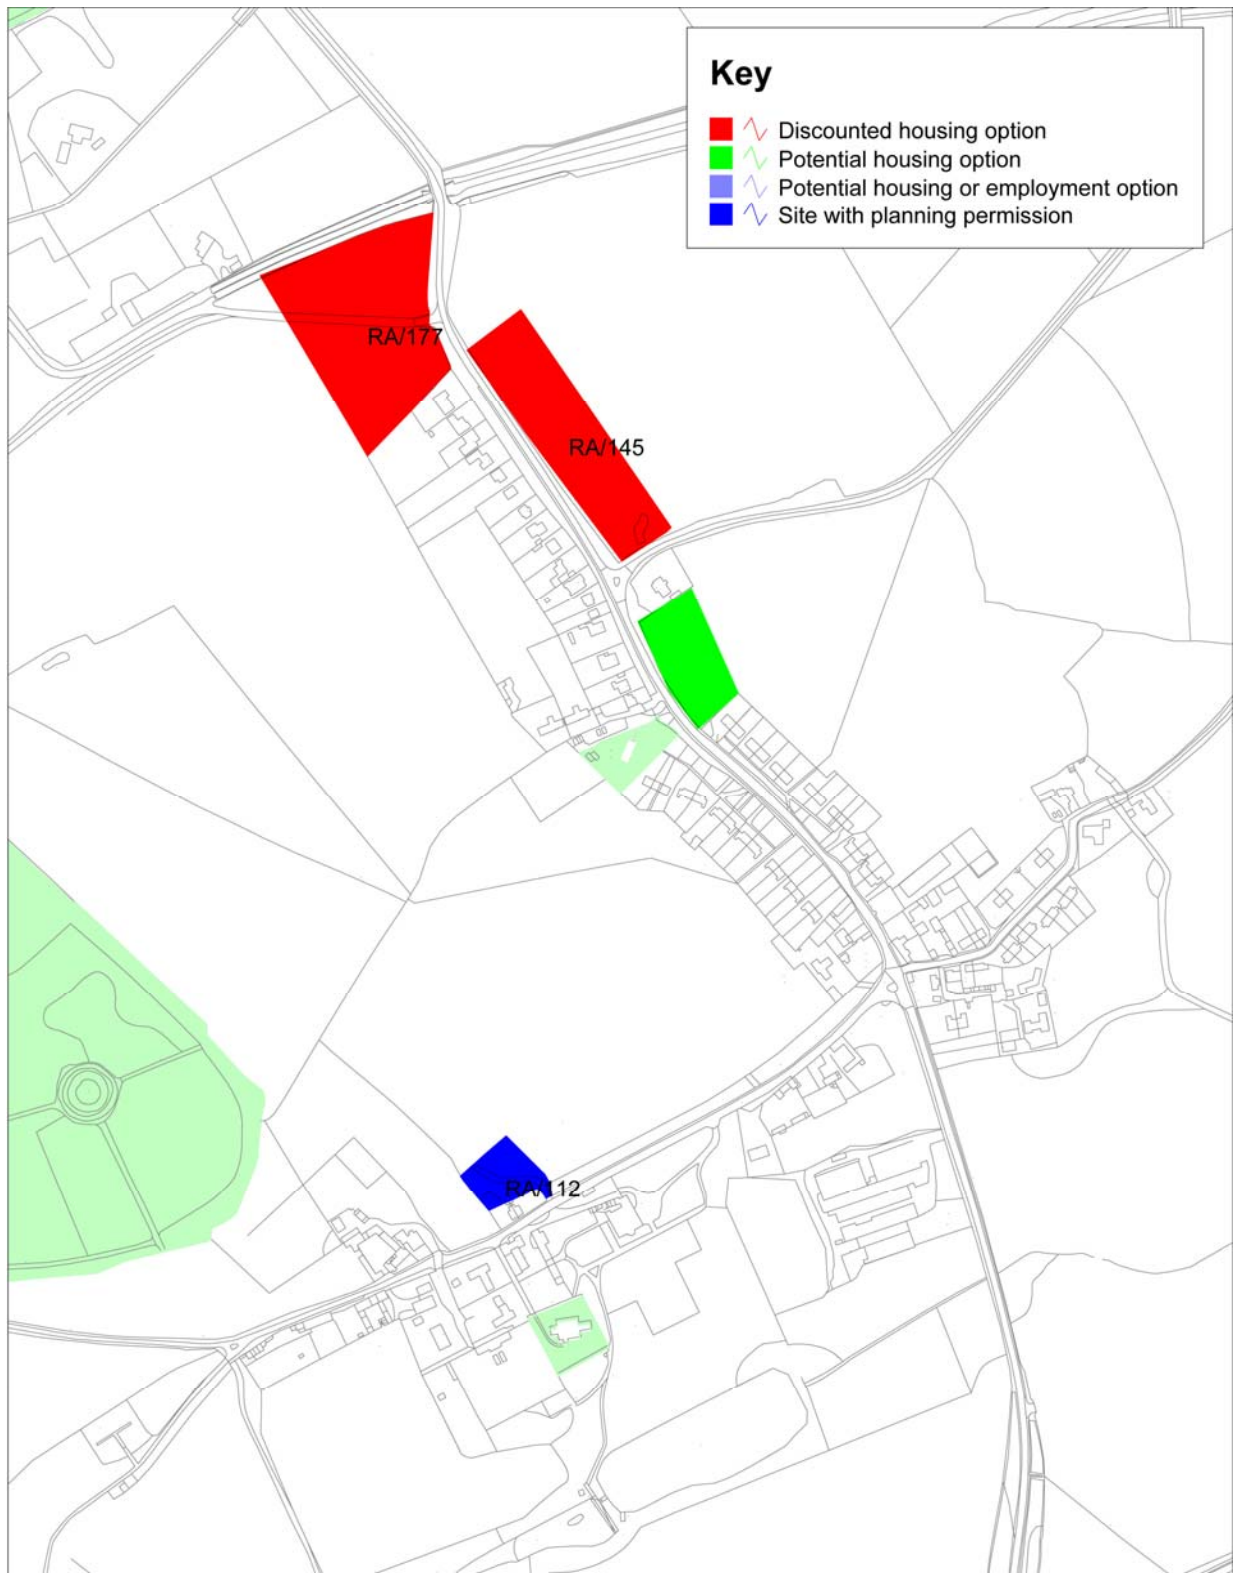 Key
Discounted housing option
Potential housing option
Potential housing or employment option
Site with planning permission
RA/177
RA/145
RA/112